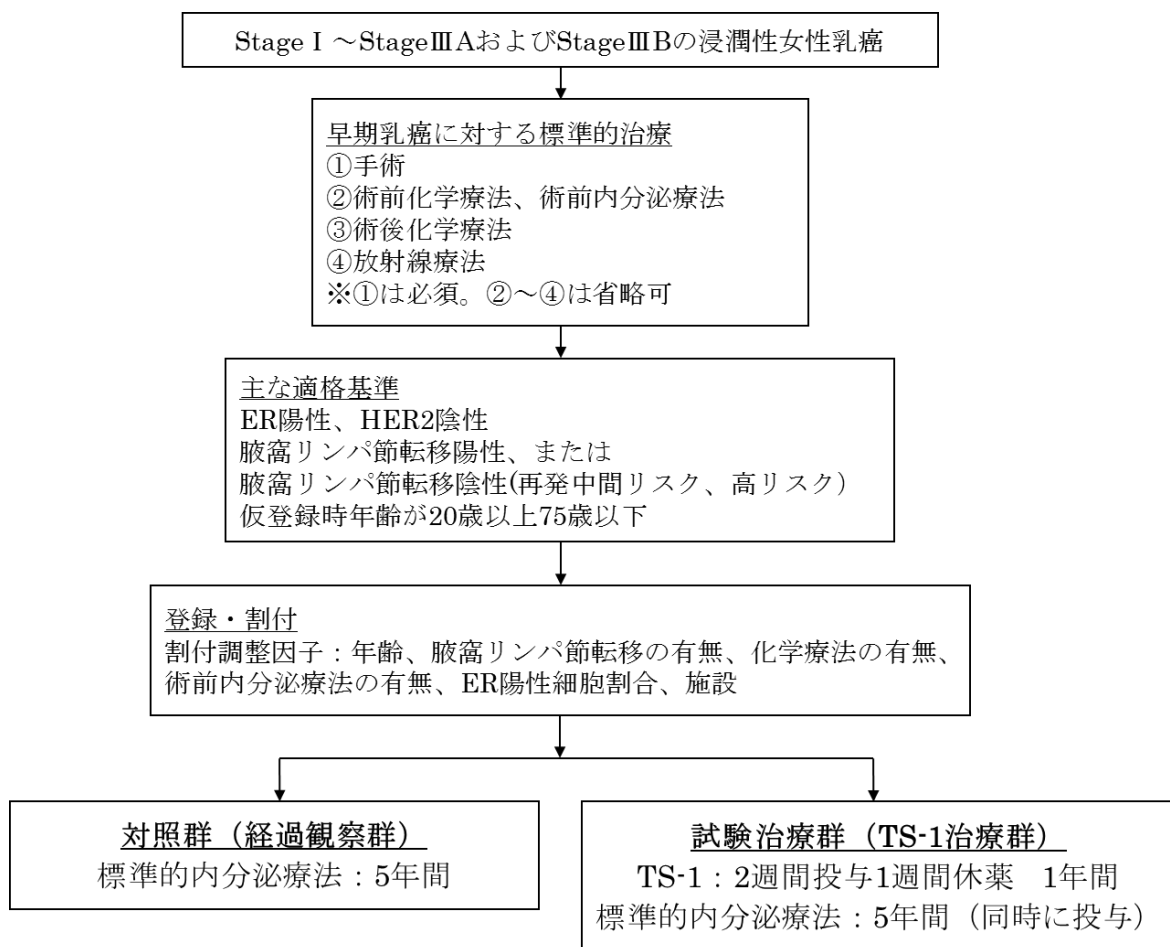 Stage Ⅰ ～StageⅢAおよびStageⅢBの浸潤性女性乳癌
早期乳癌に対する標準的治療
①手術
②術前化学療法、術前内分泌療法
③術後化学療法
④放射線療法
※①は必須。②～④は省略可
主な適格基準
ER陽性、HER2陰性
腋窩リンパ節転移陽性、または
腋窩リンパ節転移陰性(再発中間リスク、高リスク）
仮登録時年齢が20歳以上75歳以下
登録・割付
割付調整因子：年齢、腋窩リンパ節転移の有無、化学療法の有無、
術前内分泌療法の有無、ER陽性細胞割合、施設
対照群（経過観察群）
標準的内分泌療法：5年間
試験治療群（TS-1治療群）
TS-1：2週間投与1週間休薬　1年間
標準的内分泌療法：5年間（同時に投与）